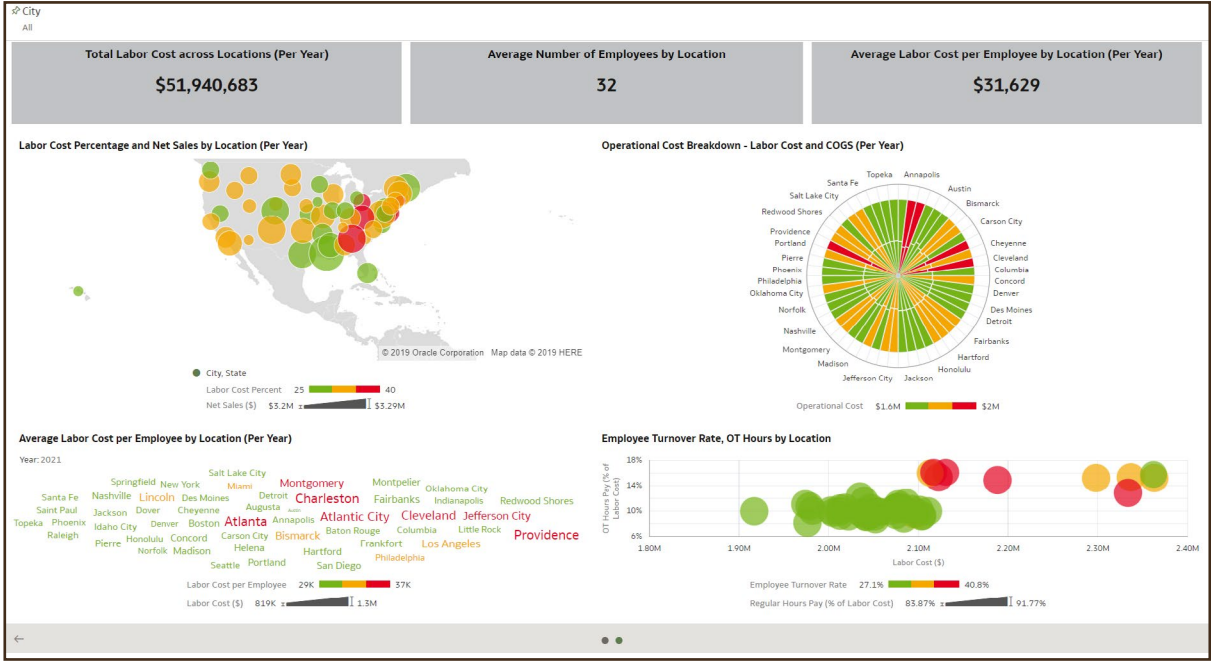 City
All
Total Labor Cost across Locations (Per Year)
$51,940,683
Average Number of Employees by Location
32
Average Labor Cost per Employee by Location (Per Year)
$31,629
Labor Cost Percentage and Net Sales by Location (Per Year)
© 2019 Oracle Corporation Map data © 2019 HERE
City, State
Labor Cost Percent 25 40
Net Sales ($) $3.2M $3.29M
Operational Cost Breakdown - Labor Cost and COGS (Per Year)
Topeka Annapolis
Santa Fe Austin
Salt Lake City Bismarck
Redwood Shores Carson City
Providence
Portland Cheyenne
Pierre Cleveland
Phoenix Columbia
Philadelphia Concord
Oklahoma City Denver
Norfolk Des Moines
Detroit
Nashville Fairbanks
Montgomery Hartford
Madison Honolulu
Jefferson City Jackson
Operational Cost $1.6M $2M
Average Labor Cost per Employee by Location (Per Year)
Year: 2021
Salt Lake City
Springfield New York Miami Montgomery Montpelier Oklahoma City
Santa Fe Nashville Lincoln Des Moines Detroit Charleston Fairbanks Indianapolis Redwood Shores
Jackson Dover Cheyenne Augusta Austin
Topeka Phoenix Idaho City Denver Boston Atlanta Annapolis Atlantic City Cleveland Jefferson City
Saint Paul
Raleigh Pierre Honolulu Concord Carson City Bismarck Baton Rouge Columbia Little Rock Providence
Norfolk Madison Helena Hartford Frankfort Los Angeles
Seattle Portland San Diego Philadelphia
Labor Cost per Employee 29K 37K
Labor Cost ($) 819K 1.3M
Employee Turnover Rate, OT Hours by Location
OT Hours Pay (% of
Labor Cost)
18%
14%
10%
6%
1.80M 1.90M 2.00M 2.10M 2.20M 2.30M 2.40M
Labor Cost ($)
Employee Turnover Rate 27.1% 40.8%
Regular Hours Pay (% of Labor Cost) 83.87% 91.77%